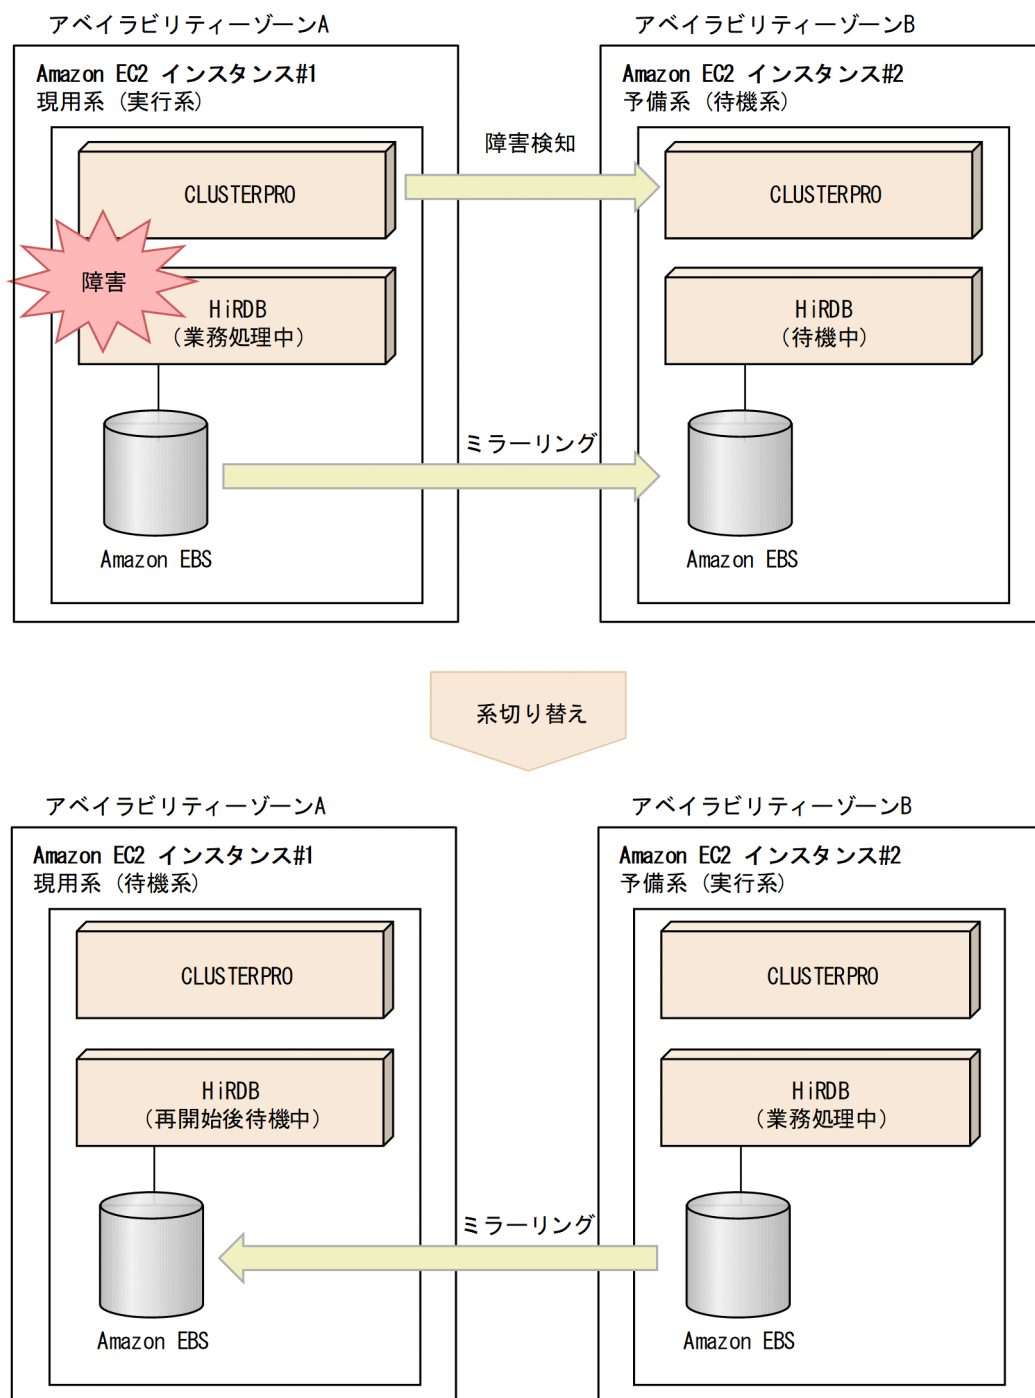 アベイラビリティーゾーンA
アベイラビリティーゾーンB
Amazon EC2 インスタンス#1
現用系（実行系）
Amazon EC2 インスタンス#2
予備系（待機系）
障害検知
CLUSTERPRO
CLUSTERPRO
障害
HiRDB
（業務処理中）
HiRDB
（待機中）
ミラーリング
Amazon EBS
Amazon EBS
系切り替え
アベイラビリティーゾーンA
アベイラビリティーゾーンB
Amazon EC2 インスタンス#1
現用系（待機系）
Amazon EC2 インスタンス#2
予備系（実行系）
CLUSTERPRO
CLUSTERPRO
HiRDB
（再開始後待機中）
HiRDB
（業務処理中）
ミラーリング
Amazon EBS
Amazon EBS